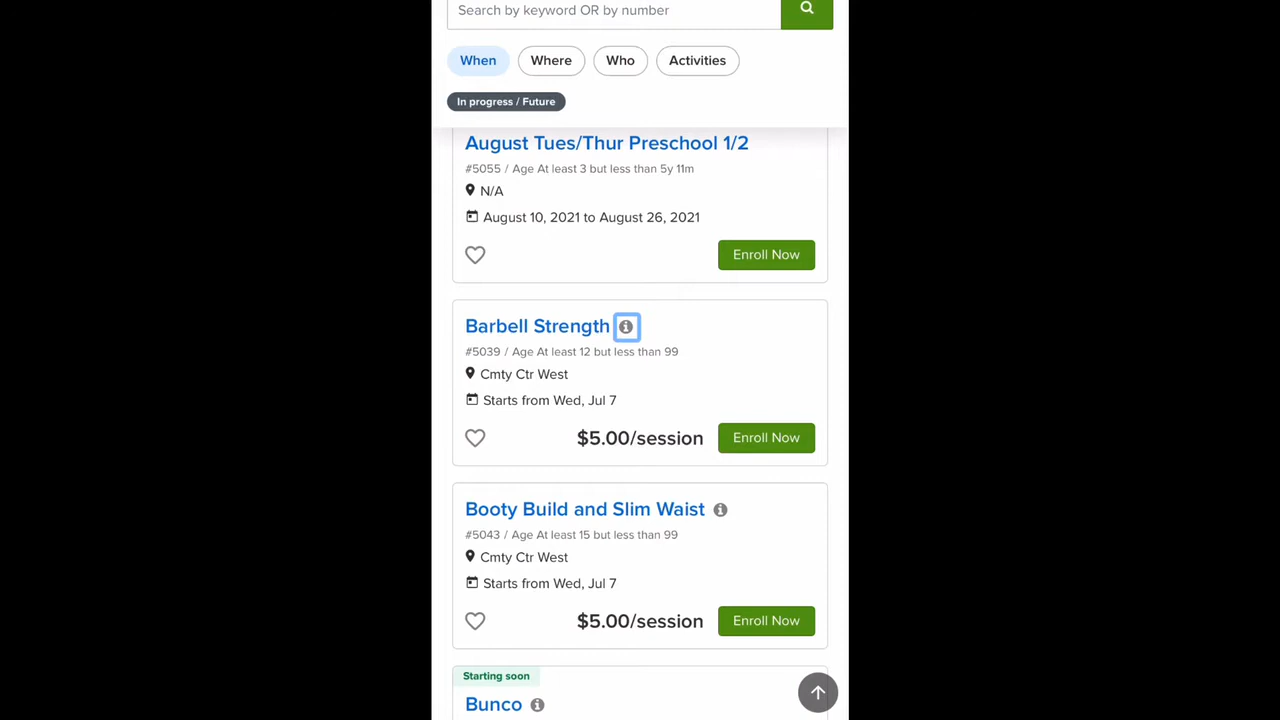 Search by keyword OR by number
When Where Who Activities
In progress / Future
August Tues/Thur Preschool 1/2
#5055 / Age At least 3 but less than 5y 11m
N/A
August 10, 2021 to August 26, 2021
Enroll Now
Barbell Strength
#5039 / Age At least 12 but less than 99
Cmty Ctr West
Starts from Wed, Jul 7
$5.00/session Enroll Now
Booty Build and Slim Waist
#5043 / Age At least 15 but less than 99
Cmty Ctr West
Starts from Wed, Jul 7
$5.00/session Enroll Now
Starting soon
Bunco